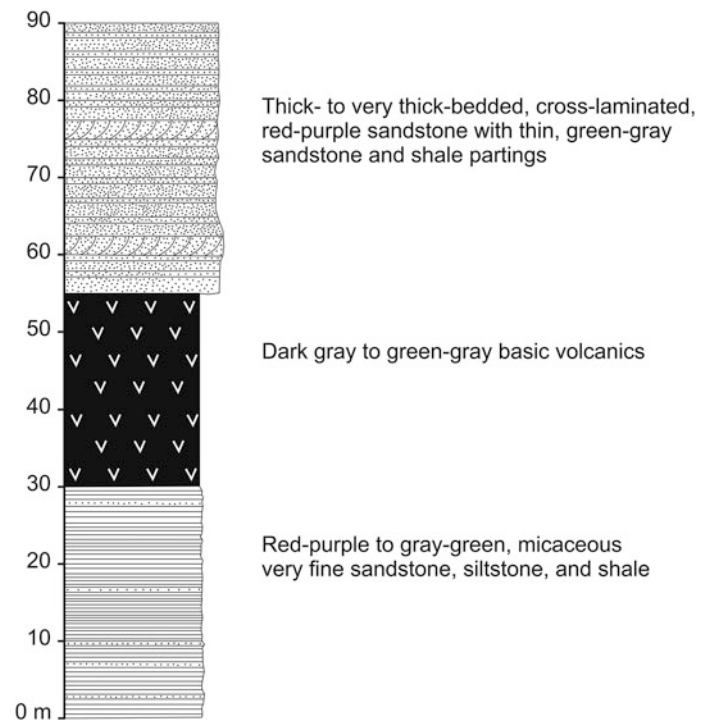 90
80
Thick- to very thick-bedded, cross-laminated,
red-purple sandstone with thin, green-gray
sandstone and shale partings
70
60
50
Dark gray to green-gray basic volcanics
40
30
Red-purple to gray-green, micaceous
very fine sandstone, siltstone, and shale
20
10
0 m